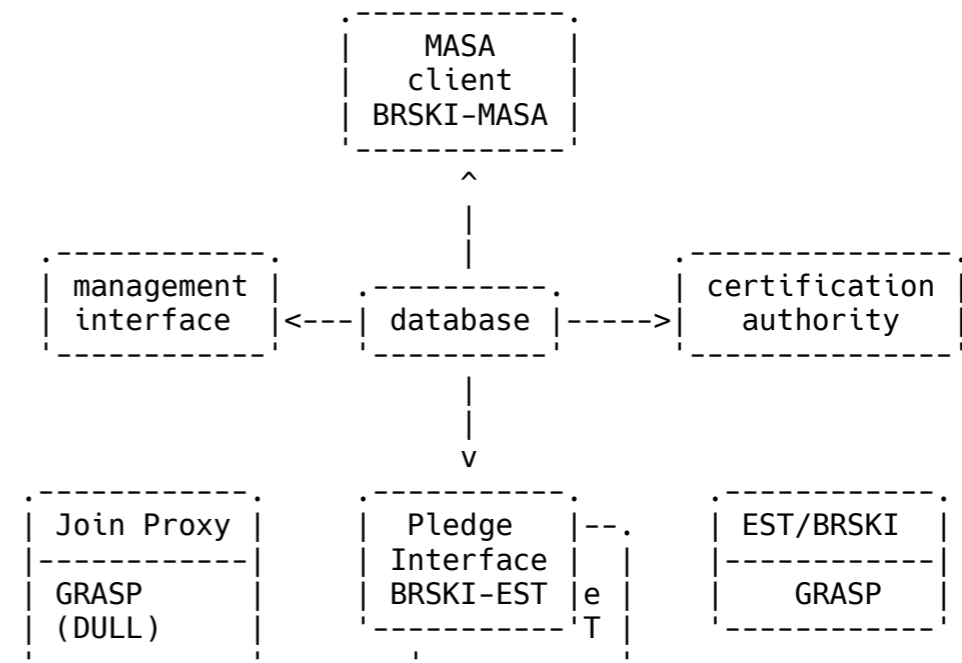 MASA
client
BRSKI-MASA
management
interface
database
certification
authority
Join Proxy
GRASP
(DULL)
Pledge
Interface
BRSKI-EST
e
T
EST/BRSKI
GRASP